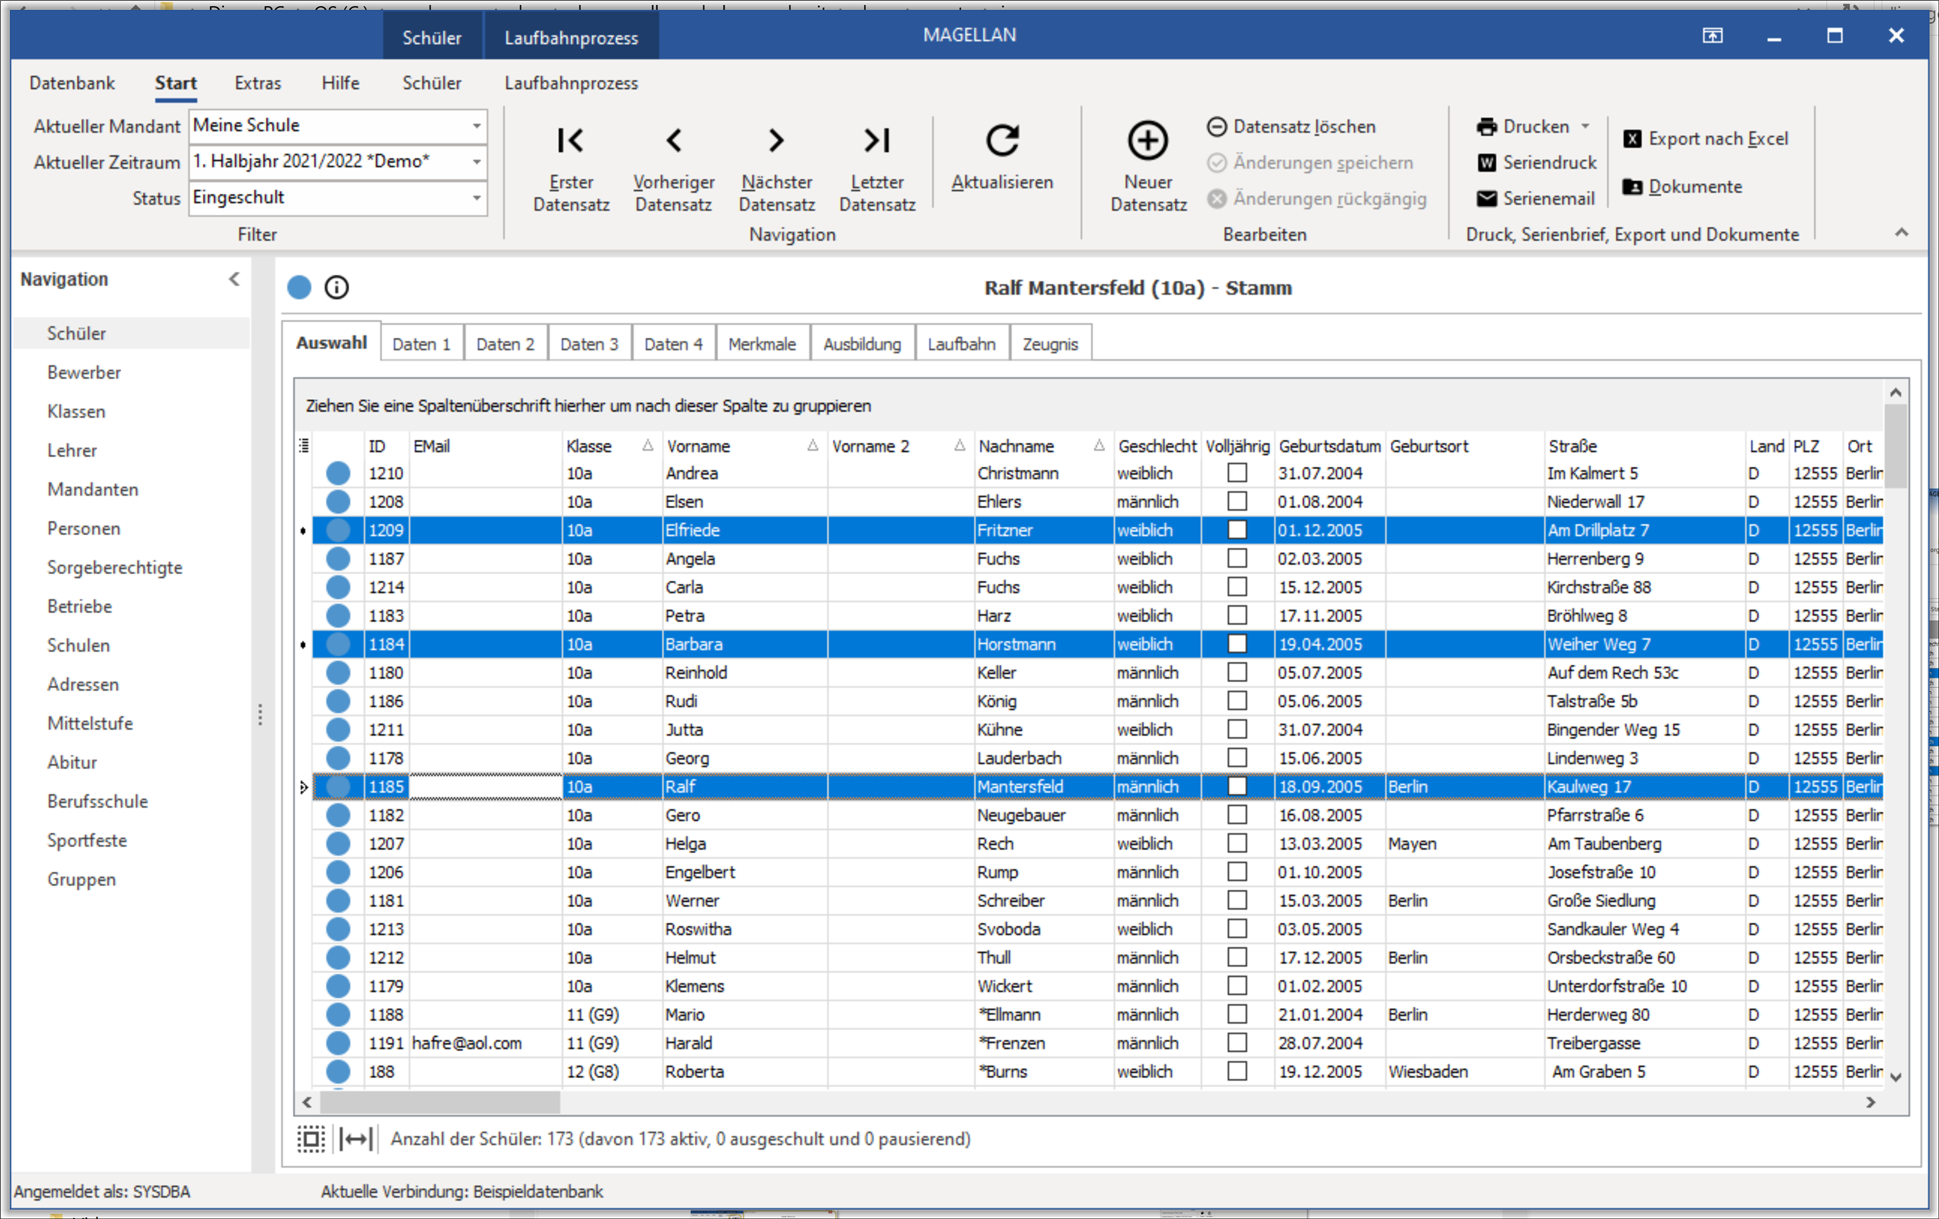 Schüler Laufbahnprozess MAGELLAN
Datenbank Start Extras Hilfe Schüler Laufbahnprozess
Aktueller Mandant Meine Schule
Aktueller Zeitraum 1. Halbjahr 2021/2022 *Demo*
Status Eingeschult
Filter
Erster Datensatz
Vorheriger Datensatz
Nächster Datensatz
Letzter Datensatz
Aktualisieren
Navigation
Neuer Datensatz
Datensatz löschen
Änderungen speichern
Änderungen rückgängig
Bearbeiten
Drucken
Seriendruck
Serienemail
Export nach Excel
Dokumente
Druck, Serienbrief, Export und Dokumente
Navigation
Schüler
Bewerber
Klassen
Lehrer
Mandanten
Personen
Sorgeberechtigte
Betriebe
Schulen
Adressen
Mittelstufe
Abitur
Berufsschule
Sportfeste
Gruppen
Ralf Mantersfeld (10a) - Stamm
Auswahl Daten 1 Daten 2 Daten 3 Daten 4 Merkmale Ausbildung Laufbahn Zeugnis
Ziehen Sie eine Spaltenüberschrift hierher um nach dieser Spalte zu gruppieren
ID EMail Klasse Vorname Vorname 2 Nachname Geschlecht Volljährig Geburtsdatum Geburtsort Straße Land PLZ Ort
1210 10a Andrea Christmann weiblich 31.07.2004 Im Kalmert 5 D 12555 Berlin
1208 10a Elsen Ehlers männlich 01.08.2004 Niederwall 17 D 12555 Berlin
1209 10a Elfriede Fritzner weiblich 01.12.2005 Am Drillplatz 7 D 12555 Berlin
1187 10a Angela Fuchs weiblich 02.03.2005 Herrenberg 9 D 12555 Berlin
1214 10a Carla Fuchs weiblich 15.12.2005 Kirchstraße 88 D 12555 Berlin
1183 10a Petra Harz weiblich 17.11.2005 Bröhlweg 8 D 12555 Berlin
1184 10a Barbara Horstmann weiblich 19.04.2005 Weiher Weg 7 D 12555 Berlin
1180 10a Reinhold Keller männlich 05.07.2005 Auf dem Rech 53c D 12555 Berlin
1186 10a Rudi König männlich 05.06.2005 Talstraße 5b D 12555 Berlin
1211 10a Jutta Kühne weiblich 31.07.2004 Bingender Weg 15 D 12555 Berlin
1178 10a Georg Lauderbach männlich 15.06.2005 Lindenweg 3 D 12555 Berlin
1185 10a Ralf Mantersfeld männlich 18.09.2005 Berlin Kaulweg 17 D 12555 Berlin
1182 10a Gero Neugebauer männlich 16.08.2005 Pfarrstraße 6 D 12555 Berlin
1207 10a Helga Rech weiblich 13.03.2005 Mayen Am Taubenberg D 12555 Berlin
1206 10a Engelbert Rump männlich 01.10.2005 Josefstraße 10 D 12555 Berlin
1181 10a Werner Schreiber männlich 15.03.2005 Berlin Große Siedlung D 12555 Berlin
1213 10a Roswitha Svoboda weiblich 03.05.2005 Sandkauler Weg 4 D 12555 Berlin
1212 10a Helmut Thull männlich 17.12.2005 Berlin Orsbeckstraße 60 D 12555 Berlin
1179 10a Klemens Wickert männlich 01.02.2005 Unterdorfstraße 10 D 12555 Berlin
1188 11 (G9) Mario *Ellmann männlich 21.01.2004 Berlin Herderweg 80 D 12555 Berlin
1191 hafre@aol.com 11 (G9) Harald *Frenzen männlich 28.07.2004 Treibergasse D 12555 Berlin
188 12 (G8) Roberta *Burns weiblich 19.12.2005 Wiesbaden Am Graben 5 D 12555 Berlin
Anzahl der Schüler: 173 (davon 173 aktiv, 0 ausgeschult und 0 pausierend)
Angemeldet als: SYSDBA Aktuelle Verbindung: Beispieldatenbank